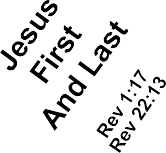 Jesus
First
And Last
Rev 1:17
Rev 22:13